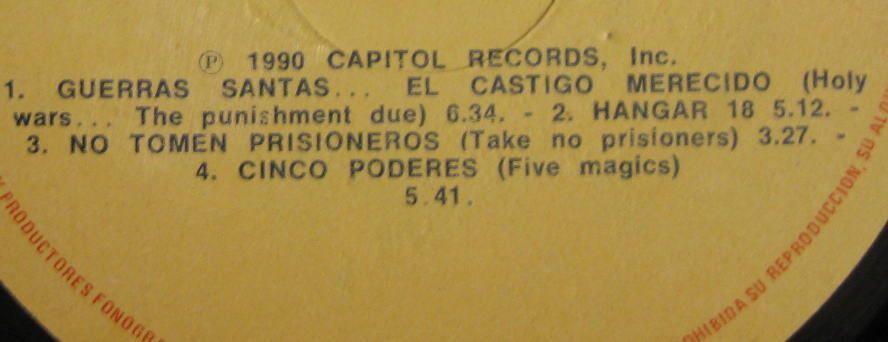 ℗ 1990 CAPITOL RECORDS, Inc.
1. GUERRAS SANTAS... EL CASTIGO MERECIDO (Holy
wars... The punishment due) 6.34. - 2. HANGAR 18 5.12. -
3. NO TOMEN PRISIONEROS (Take no prisioners) 3.27. -
4. CINCO PODERES (Five magics)
5.41.
PRODUCTORES FONOGRA
OHIBIDA SU REPRODUCCION, SU ALQ